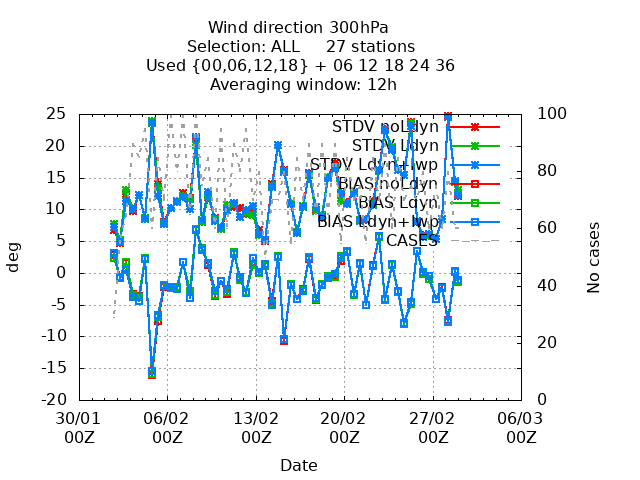 Wind direction 300hPa
Selection: ALL 27 stations
Used {00,06,12,18} + 06 12 18 24 36
Averaging window: 12h
STDV noLdyn
STDV Ldyn
STDV Ldyn+lwp
BIAS noLdyn
BIAS Ldyn
BIAS Ldyn+lwp
CASES
deg
25
20
15
10
5
0
-5
-10
-15
-20
No cases
100
80
60
40
20
0
30/01 06/02 13/02 20/02 27/02 06/03
00Z 00Z 00Z 00Z 00Z 00Z
Date